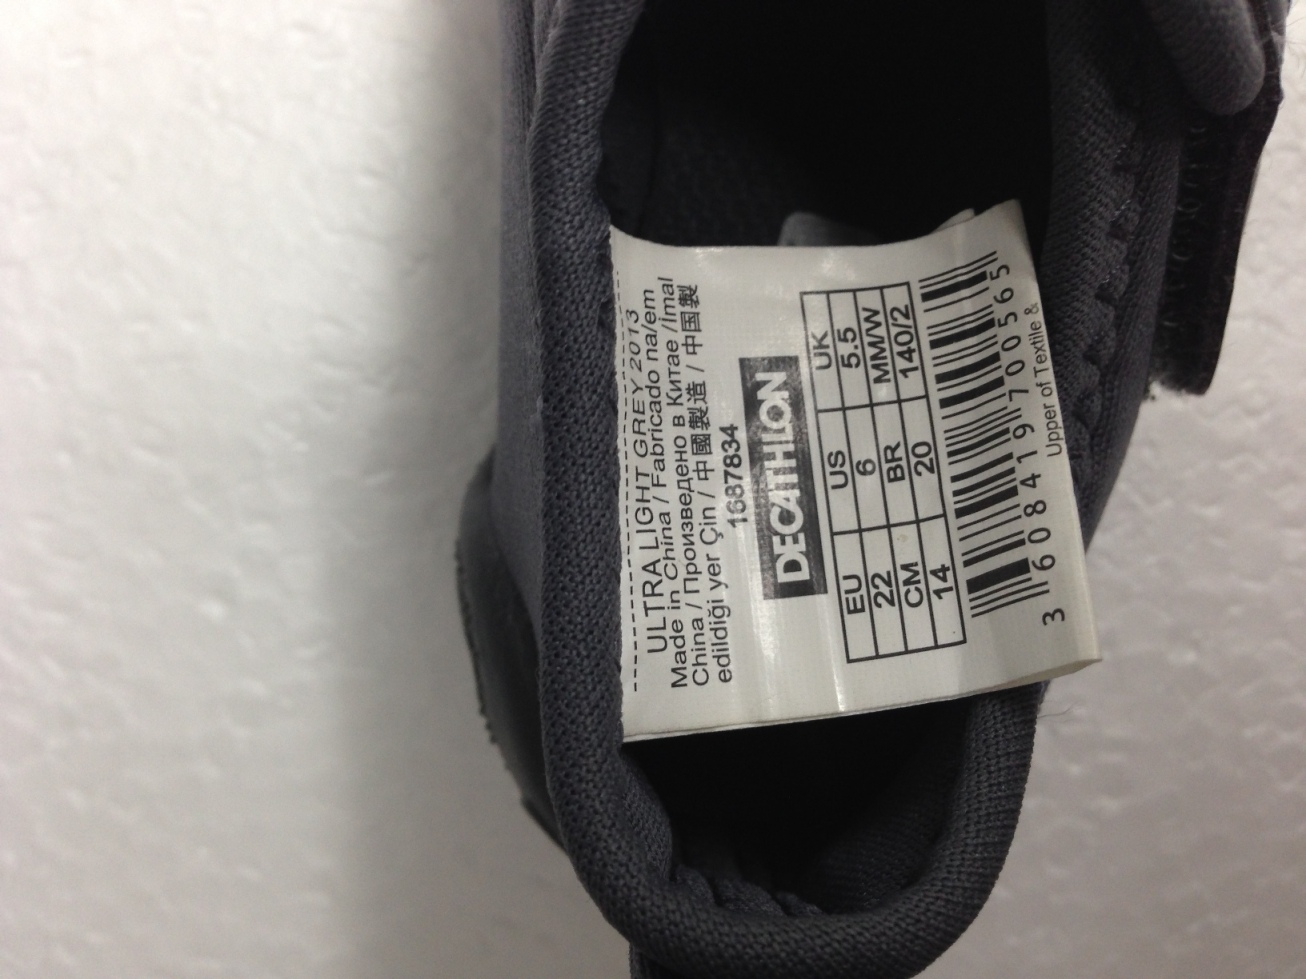 ULTRA LIGHT GREY 2013
Made in China / Fabricado na/em
China / Произведено в Китае /İmal
edildiği yer Çin / 中國製造 / 中国製
1687834
DECATHLON
EU US UK
22 6 5.5
CM BR MM/W
14 20 140/2
3 608419 700565
Upper of Textile &